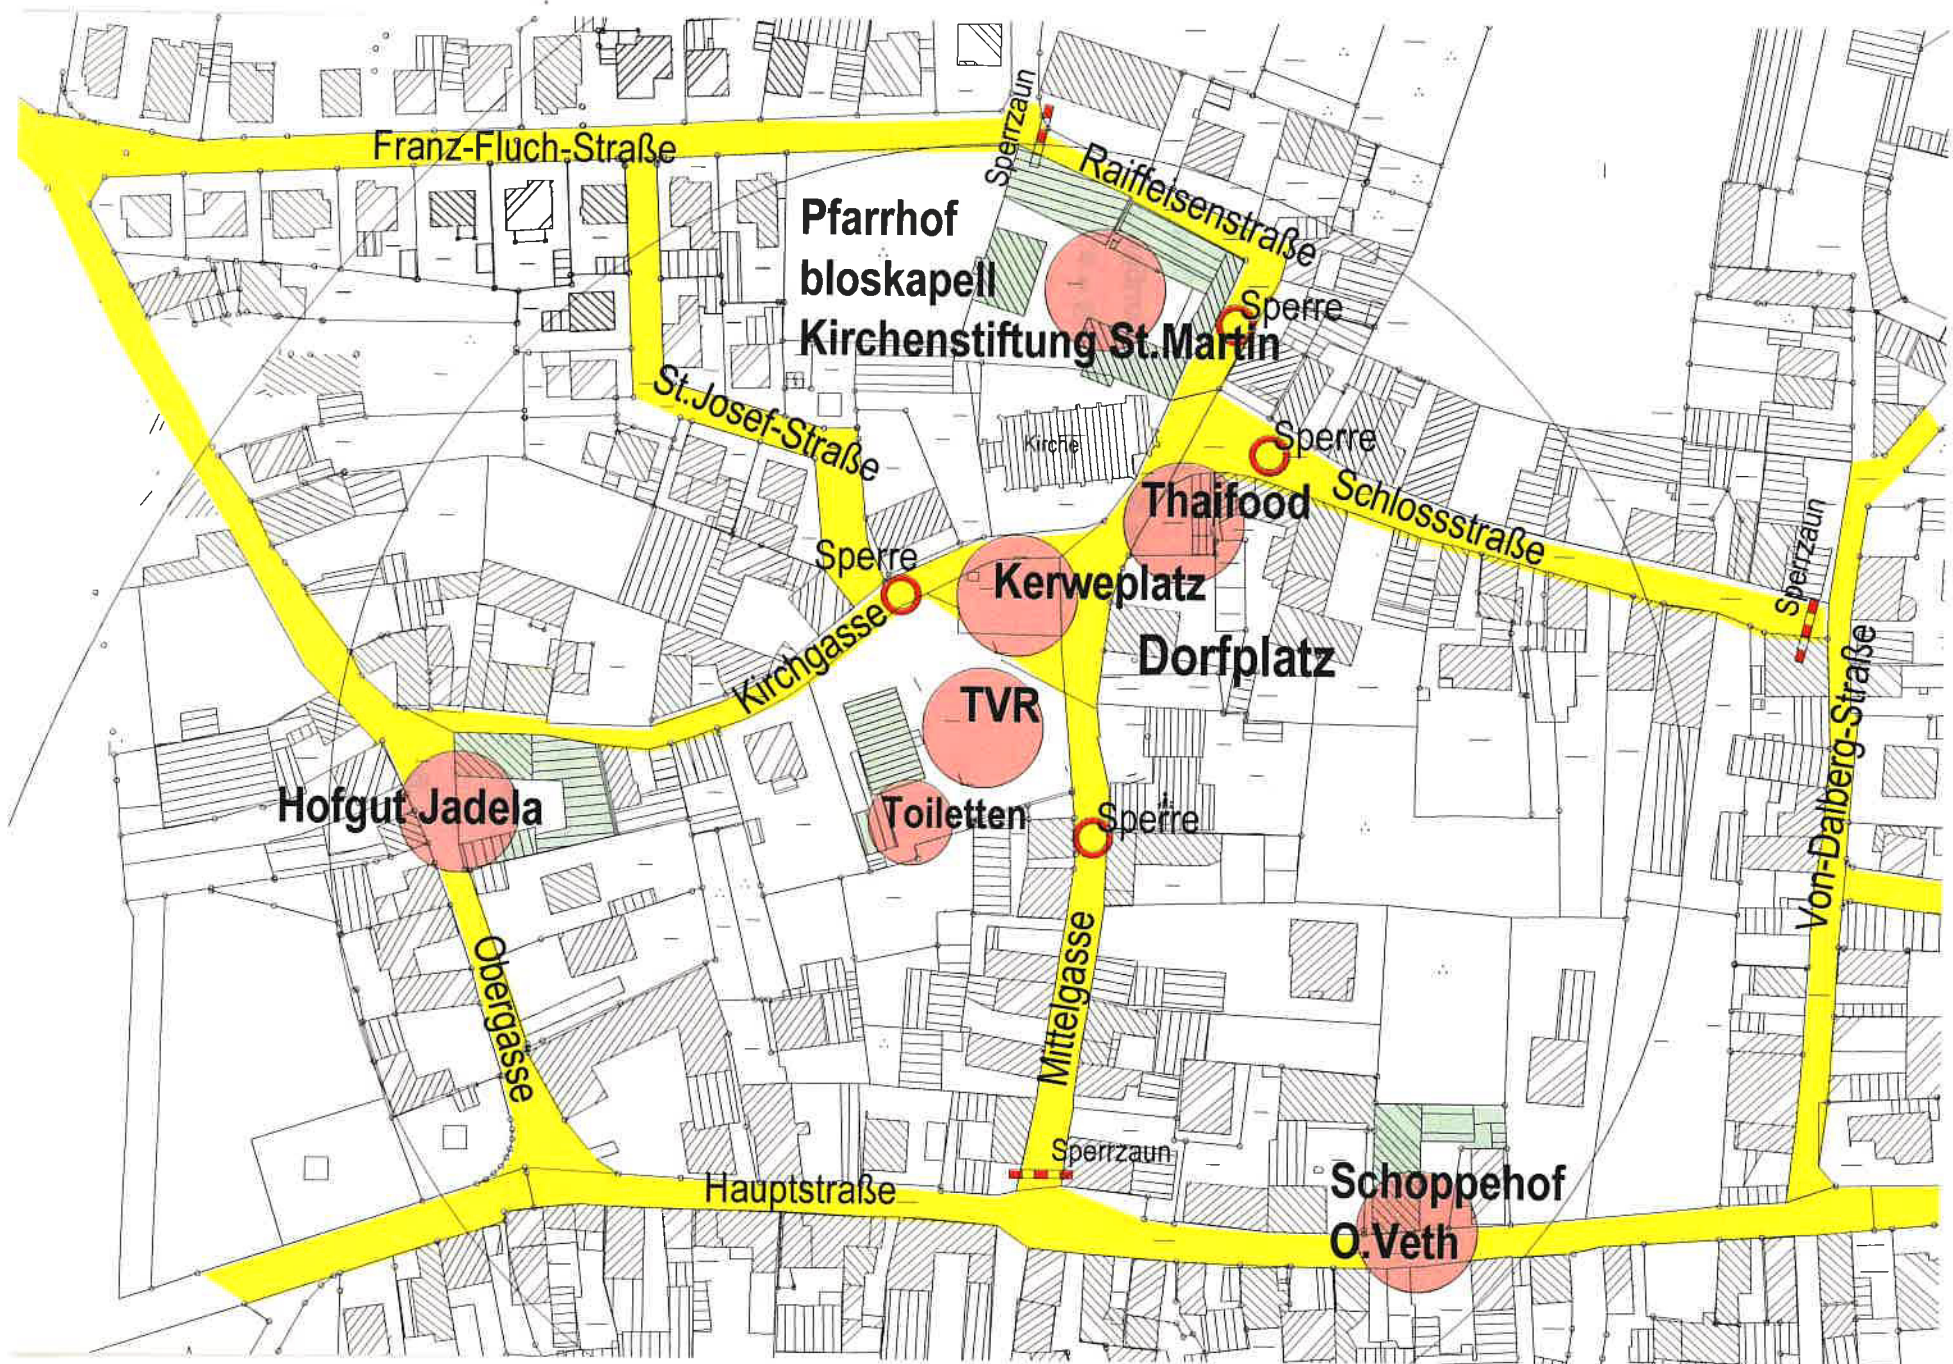 Sperrzaun
Franz-Fluch-Straße
Raiffeisenstraße
Pfarrhof
bloskapell
Kirchenstiftung St.Martin
Sperre
St.Josef-Straße
Kirche
Sperre
Thaifood
Schlossstraße
Sperrzaun
Sperre
Kerweplatz
Kirchgasse
Dorfplatz
TVR
Von-Dalberg-Straße
Hofgut Jadela
Toiletten
Sperre
Obergasse
Mittelgasse
Sperrzaun
Hauptstraße
Schoppehof
O.Veth